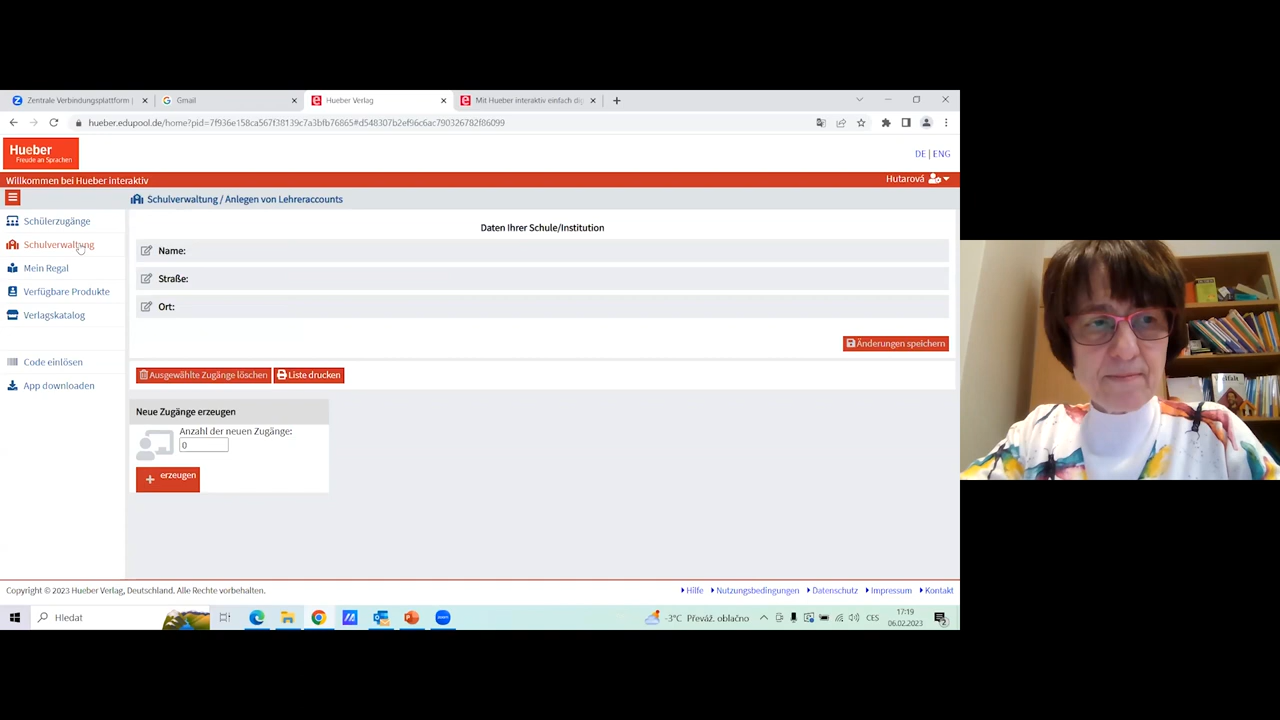 Zentrale Verbindungsplattform |
Gmail
Hueber Verlag
Mit Hueber interaktiv einfach dig
hueber.edupool.de/home?pid=7f936e158ca567f38139c7a3bfb76865#d548307b2ef96c6ac790326782f86099
Hueber
Freude an Sprachen
DE | ENG
Willkommen bei Hueber interaktiv
Hutarová
Schulverwaltung / Anlegen von Lehreraccounts
Schülerzugänge
Schulverwaltung
Mein Regal
Verfügbare Produkte
Verlagskatalog
Code einlösen
App downloaden
Daten Ihrer Schule/Institution
Name:
Straße:
Ort:
Änderungen speichern
Ausgewählte Zugänge löschen
Liste drucken
Neue Zugänge erzeugen
Anzahl der neuen Zugänge:
0
erzeugen
Copyright © 2023 Hueber Verlag, Deutschland. Alle Rechte vorbehalten.
Hilfe
Nutzungsbedingungen
Datenschutz
Impressum
Kontakt
Hledat
-3°C Převáž. oblačno
CES
17:19
06.02.2023
2